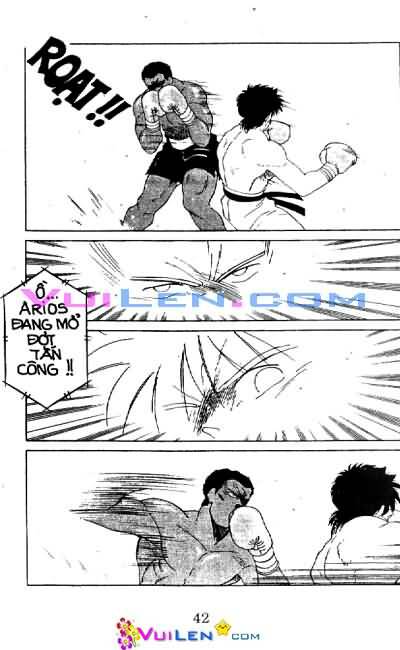 ROẠT!!
Ồ...
ARIOS
ĐANG MỞ
ĐỢT
TẤN
CÔNG!!
VUILEN.COM
42
VUILEN.COM